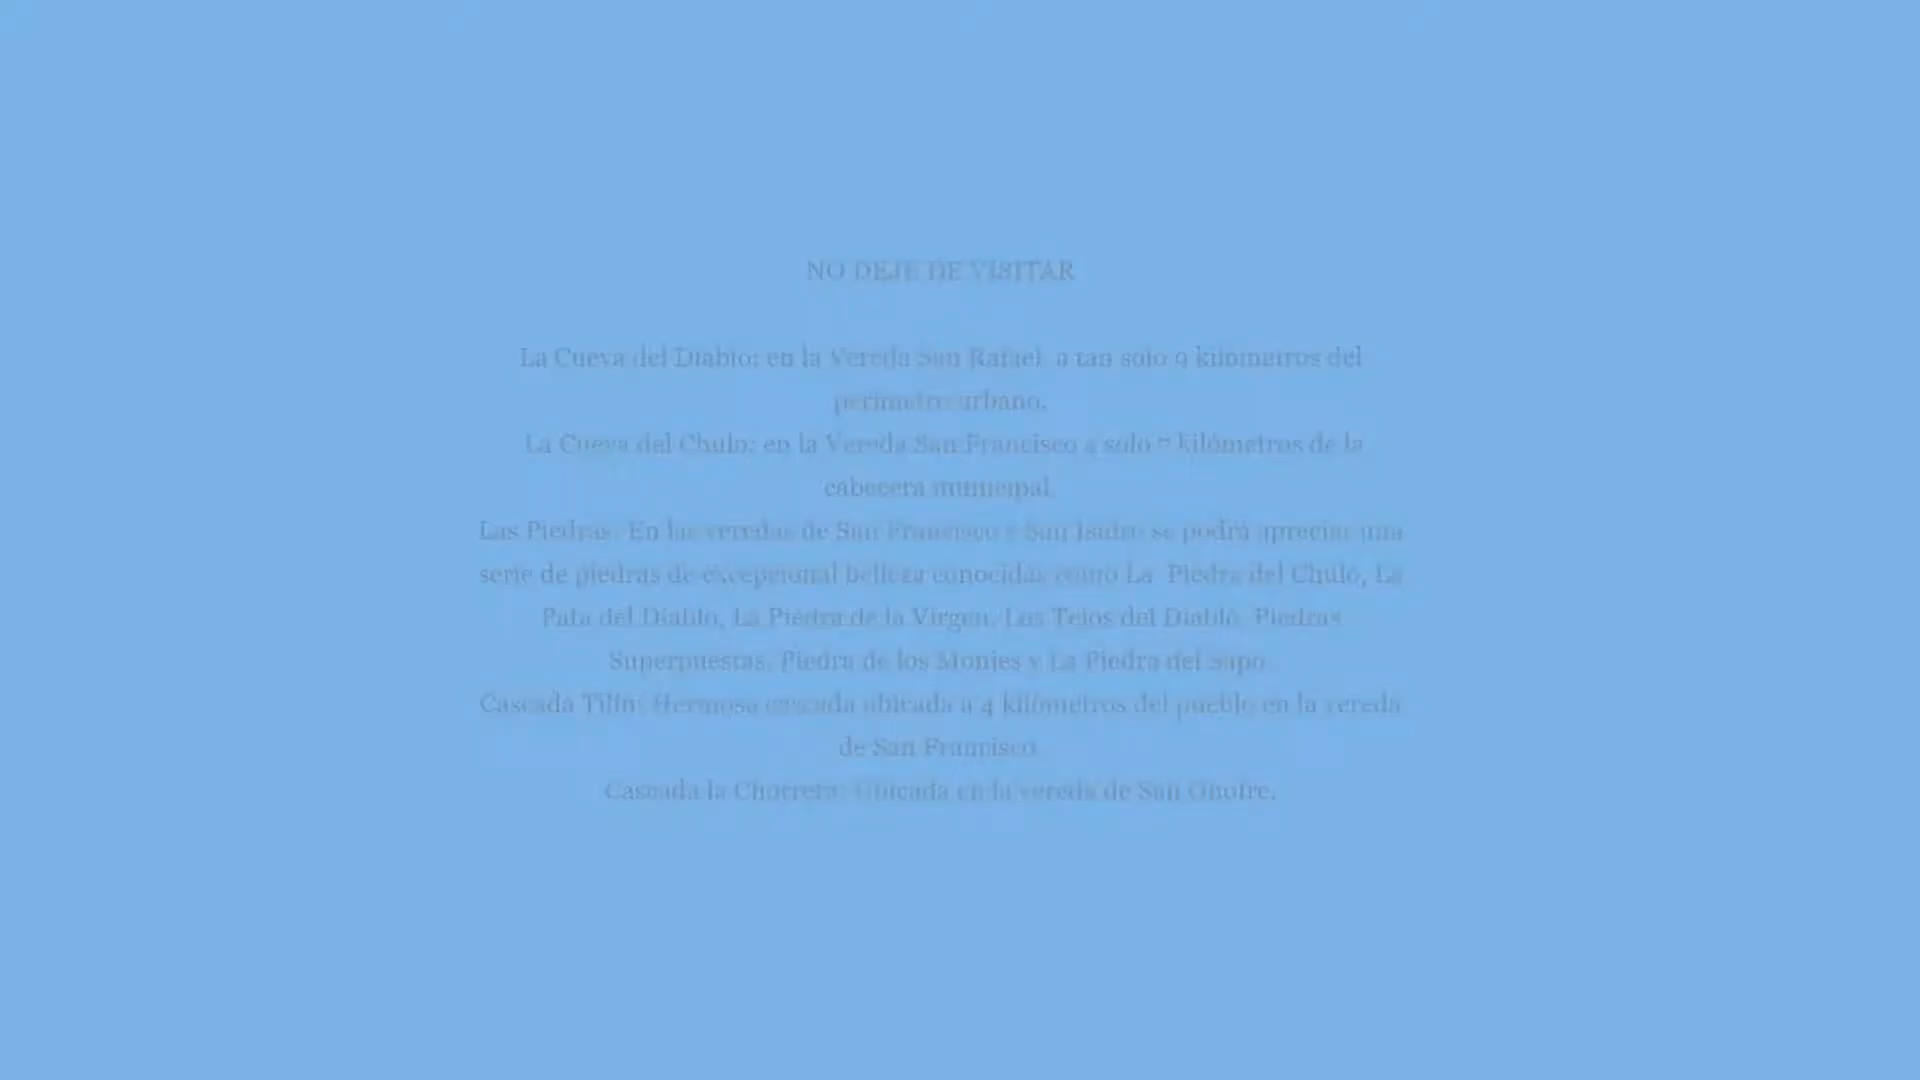 NO DEJE DE VISITAR
La Cueva del Diablo: en la Vereda San Rafael, a tan solo 9 kilometros del
perimetro urbano.
La Cueva del Chulo: en la Vereda San Francisco a solo 7 kilómetros de la
cabecera municipal.
Las Piedras: En las veredas de San Francisco y San Isidro se podrá apreciar una
serie de piedras de excepcional belleza conocidas como La Piedra del Chulo, La
Pata del Diablo, La Piedra de la Virgen, Los Tejos del Diablo, Piedras
Superpuestas, Piedra de los Monjes y La Piedra del Sapo.
Cascada Tilín: Hermosa cascada ubicada a 4 kilómetros del pueblo en la vereda
de San Francisco.
Cascada la Chorrera: Ubicada en la vereda de San Onofre.